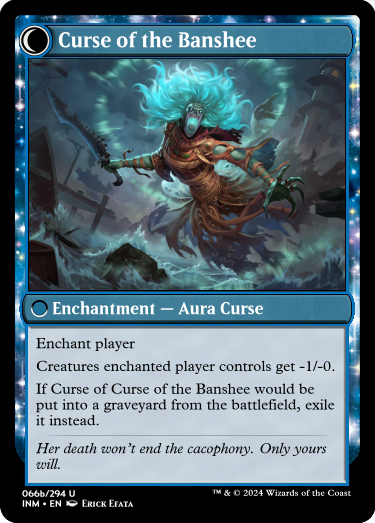 Curse of the Banshee
Enchantment — Aura Curse
Enchant player
Creatures enchanted player controls get -1/-0.
If Curse of Curse of the Banshee would be
put into a graveyard from the battlefield, exile
it instead.
Her death won't end the cacophony. Only yours
will.
066b/294 U
INM • EN Erick Efata
™ & © 2024 Wizards of the Coast